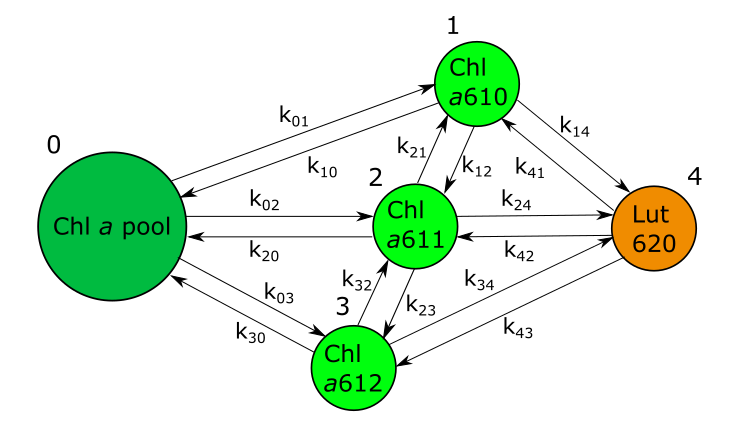 1
Chl
a610
k01
k14
0
k10
k21
k12
k41
2
4
Chl a pool
k02
Chl
a611
k24
Lut
620
k20
k42
k03
k32
k23
k34
3
k30
Chl
a612
k43